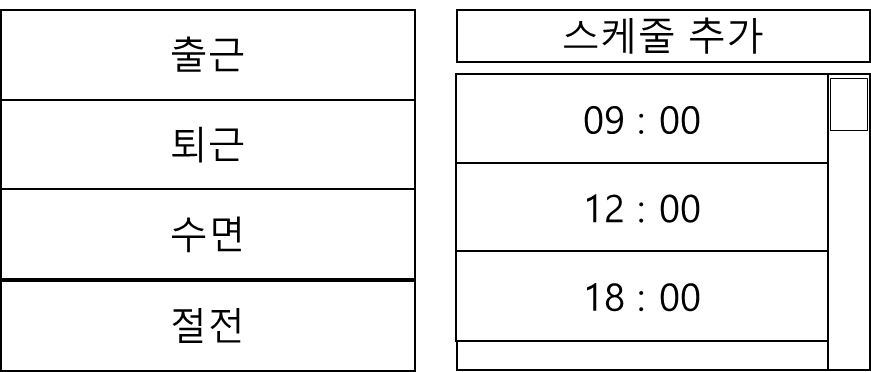 출근
퇴근
수면
절전
스케줄 추가
09 : 00
12 : 00
18 : 00